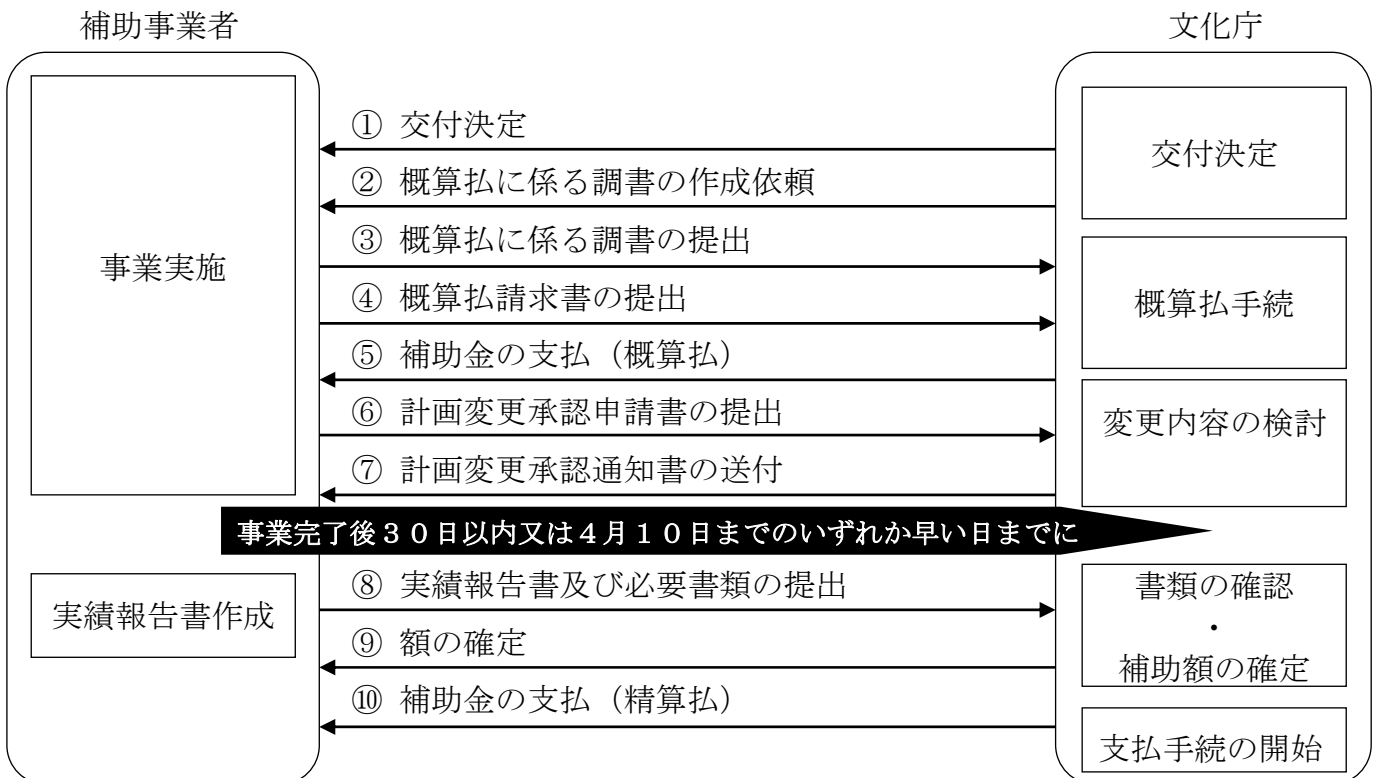 補助事業者
文化庁
① 交付決定
交付決定
② 概算払に係る調書の作成依頼
③ 概算払に係る調書の提出
事業実施
④ 概算払請求書の提出
概算払手続
⑤ 補助金の支払（概算払）
⑥ 計画変更承認申請書の提出
変更内容の検討
⑦ 計画変更承認通知書の送付
事業完了後３０日以内又は４月１０日までのいずれか早い日までに
⑧ 実績報告書及び必要書類の提出
書類の確認
・
補助額の確定
実績報告書作成
⑨ 額の確定
⑩ 補助金の支払（精算払）
支払手続の開始